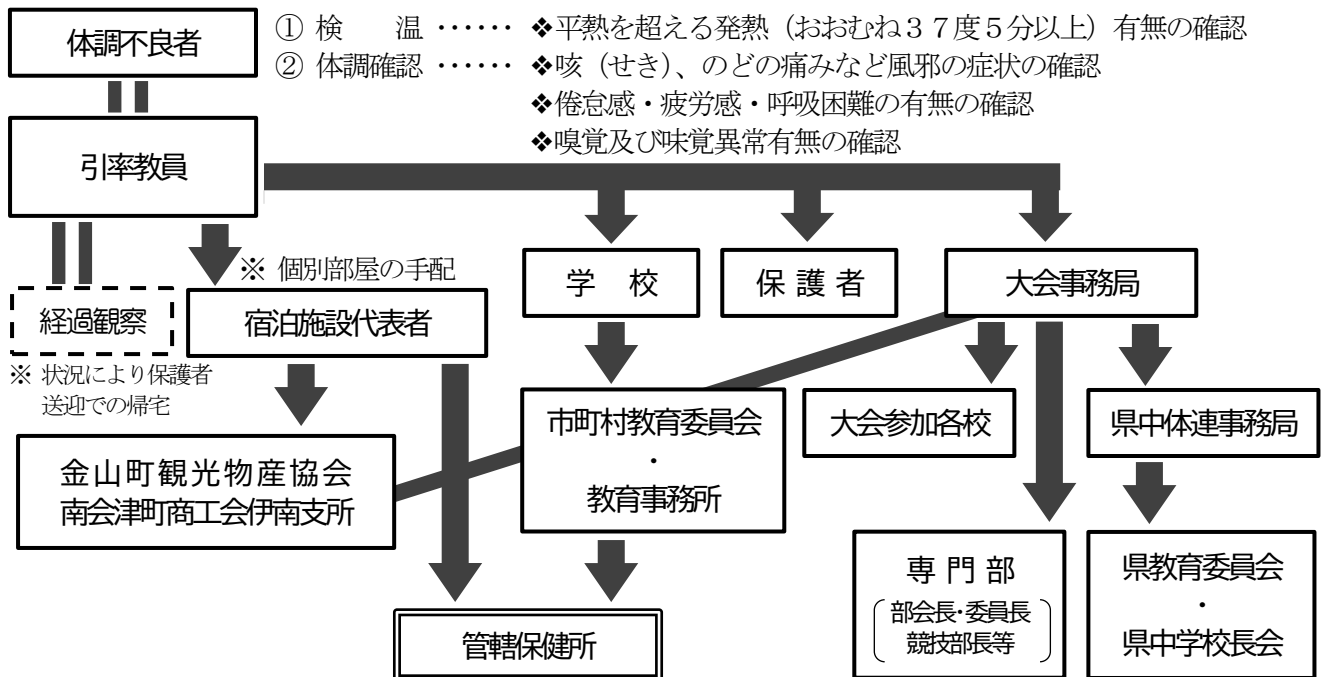 体調不良者
① 検　　温 …… ❖平熱を超える発熱（おおむね３７度５分以上）有無の確認
② 体調確認 …… ❖咳（せき）、のどの痛みなど風邪の症状の確認
❖倦怠感・疲労感・呼吸困難の有無の確認
❖嗅覚及び味覚異常有無の確認
引率教員
学　校
保 護 者
大会事務局
※ 個別部屋の手配
経過観察
宿泊施設代表者
※ 状況により保護者
送迎での帰宅
金山町観光物産協会
南会津町商工会伊南支所
市町村教育委員会
・
教育事務所
大会参加各校
県中体連事務局
管轄保健所
専 門 部
部会長・委員長
競技部長等
県教育委員会
・
県中学校長会